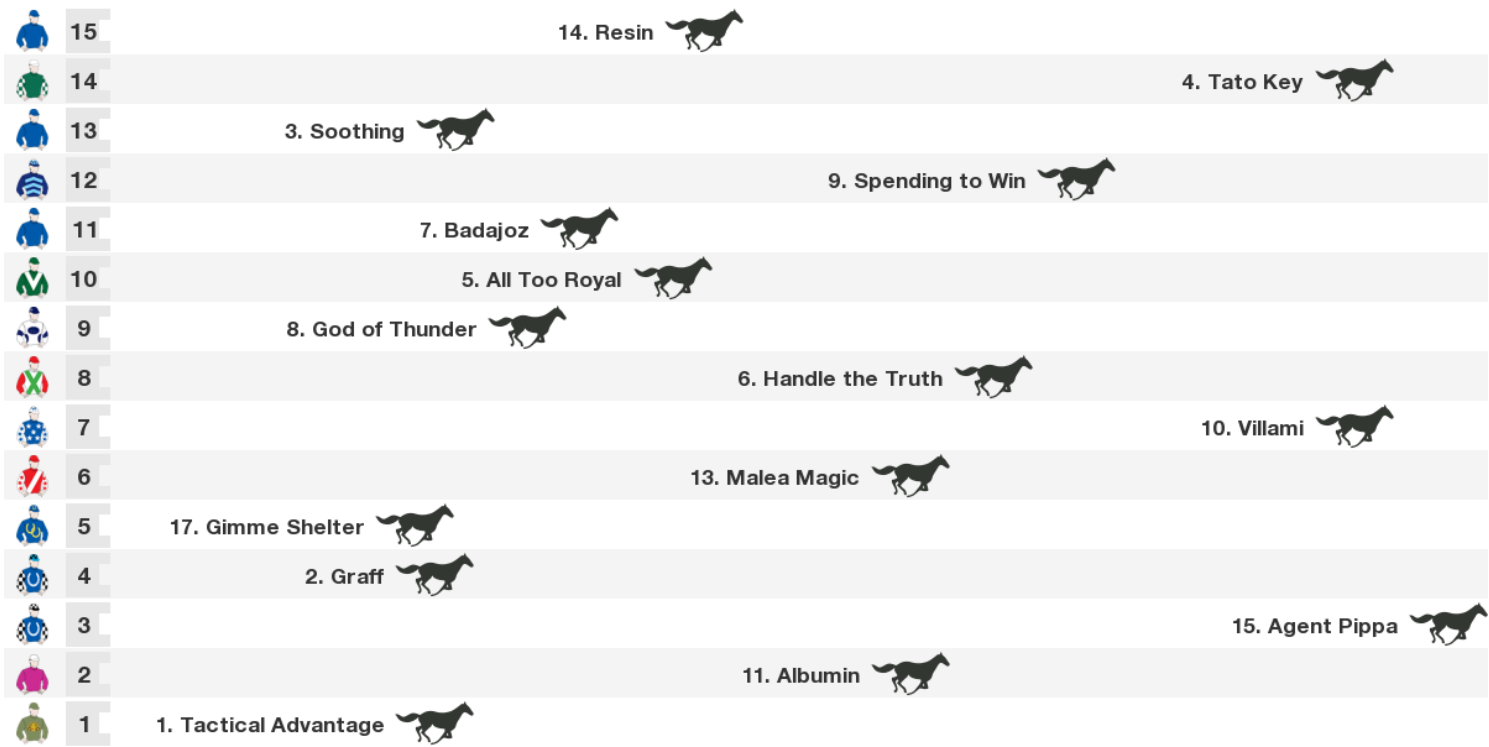 15 14. Resin
14 4. Tato Key
13 3. Soothing
12 9. Spending to Win
11 7. Badajoz
10 5. All Too Royal
9 8. God of Thunder
8 6. Handle the Truth
7 10. Villami
6 13. Malea Magic
5 17. Gimme Shelter
4 2. Graff
3 15. Agent Pippa
2 11. Albumin
1 1. Tactical Advantage